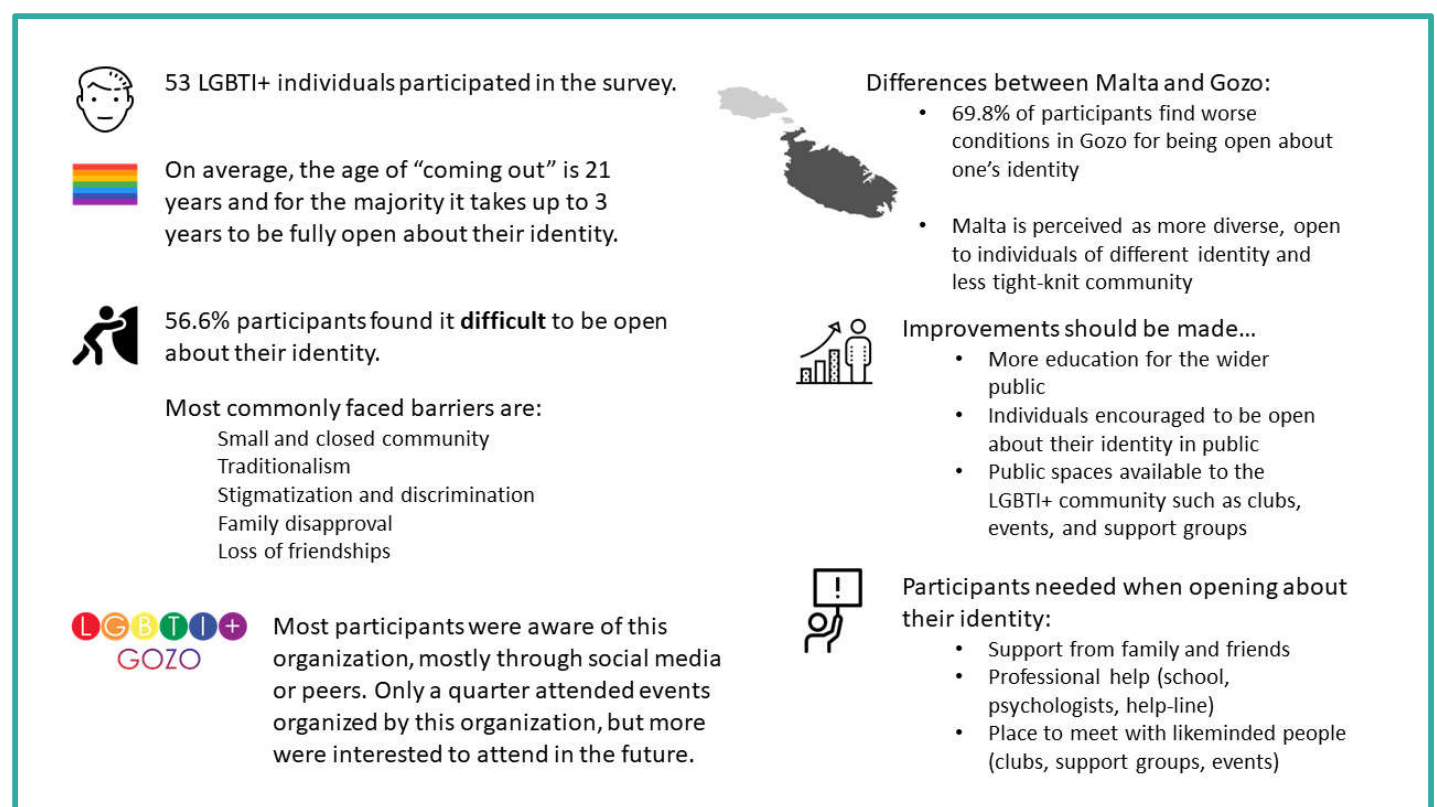 53 LGBTI+ individuals participated in the survey.
On average, the age of “coming out” is 21
years and for the majority it takes up to 3
years to be fully open about their identity.
56.6% participants found it difficult to be open
about their identity.
Most commonly faced barriers are:
Small and closed community
Traditionalism
Stigmatization and discrimination
Family disapproval
Loss of friendships
LGBTI+
GOZO
Most participants were aware of this
organization, mostly through social media
or peers. Only a quarter attended events
organized by this organization, but more
were interested to attend in the future.
Differences between Malta and Gozo:
• 69.8% of participants find worse
conditions in Gozo for being open about
one’s identity
• Malta is perceived as more diverse, open
to individuals of different identity and
less tight-knit community
Improvements should be made…
• More education for the wider
public
• Individuals encouraged to be open
about their identity in public
• Public spaces available to the
LGBTI+ community such as clubs,
events, and support groups
!
Participants needed when opening about
their identity:
• Support from family and friends
• Professional help (school,
psychologists, help-line)
• Place to meet with likeminded people
(clubs, support groups, events)